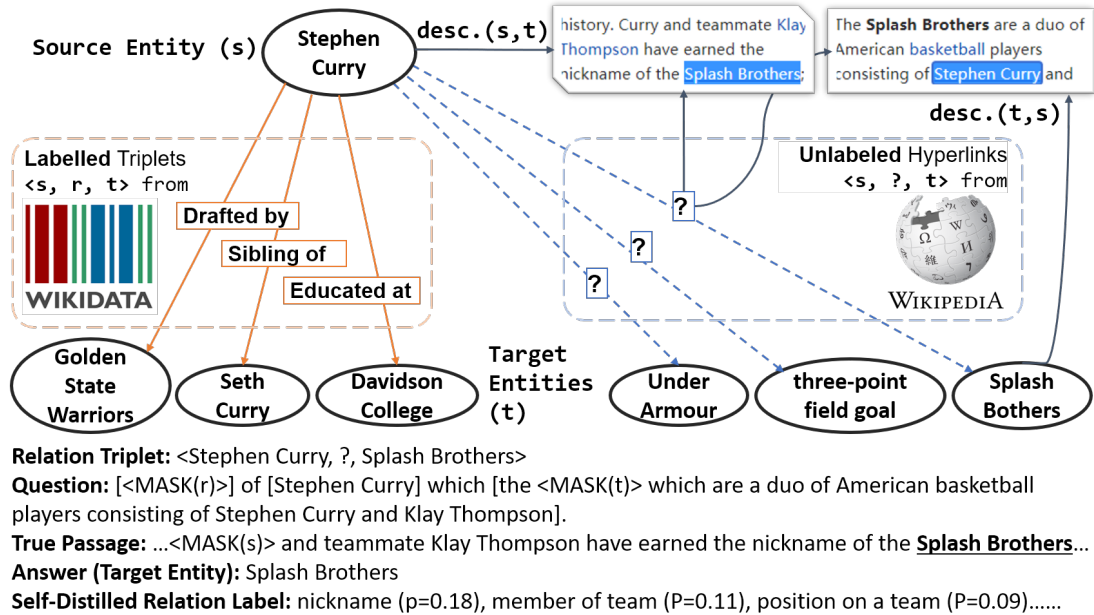 Source Entity (s)
Stephen
Curry
desc.(s,t)
history. Curry and teammate Klay
Thompson have earned the
nickname of the Splash Brothers;
The Splash Brothers are a duo of
American basketball players
consisting of Stephen Curry and
desc.(t,s)
Labelled Triplets
<s, r, t> from
WIKIDATA
Drafted by
Sibling of
Educated at
Unlabeled Hyperlinks
<s, ?, t> from
WIKIPEDIA
?
?
?
Golden
State
Warriors
Seth
Curry
Davidson
College
Target
Entities
(t)
Under
Armour
three-point
field goal
Splash
Bothers
Relation Triplet: <Stephen Curry, ?, Splash Brothers>
Question: [<MASK(r)>] of [Stephen Curry] which [the <MASK(t)> which are a duo of American basketball
players consisting of Stephen Curry and Klay Thompson].
True Passage: ...<MASK(s)> and teammate Klay Thompson have earned the nickname of the Splash Brothers...
Answer (Target Entity): Splash Brothers
Self-Distilled Relation Label: nickname (p=0.18), member of team (P=0.11), position on a team (P=0.09)......